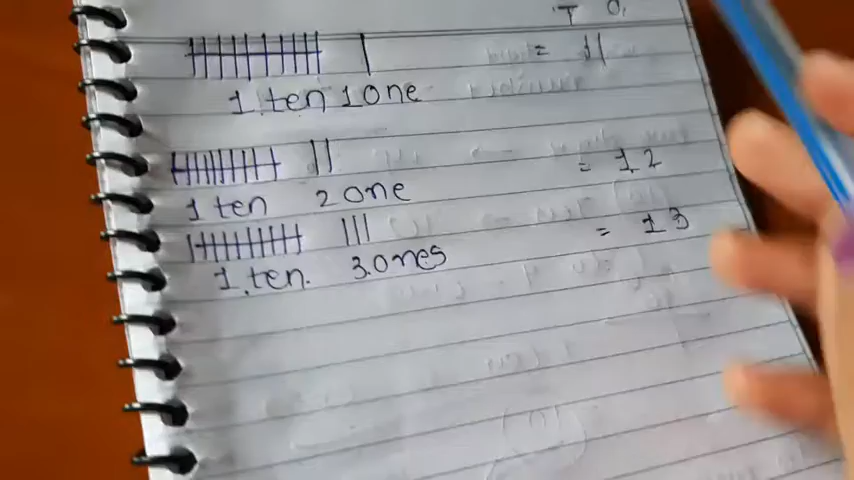 T O
= 11
1 ten 1 One
= 12
1 ten 2 One
= 13
1 ten. 3 Ones